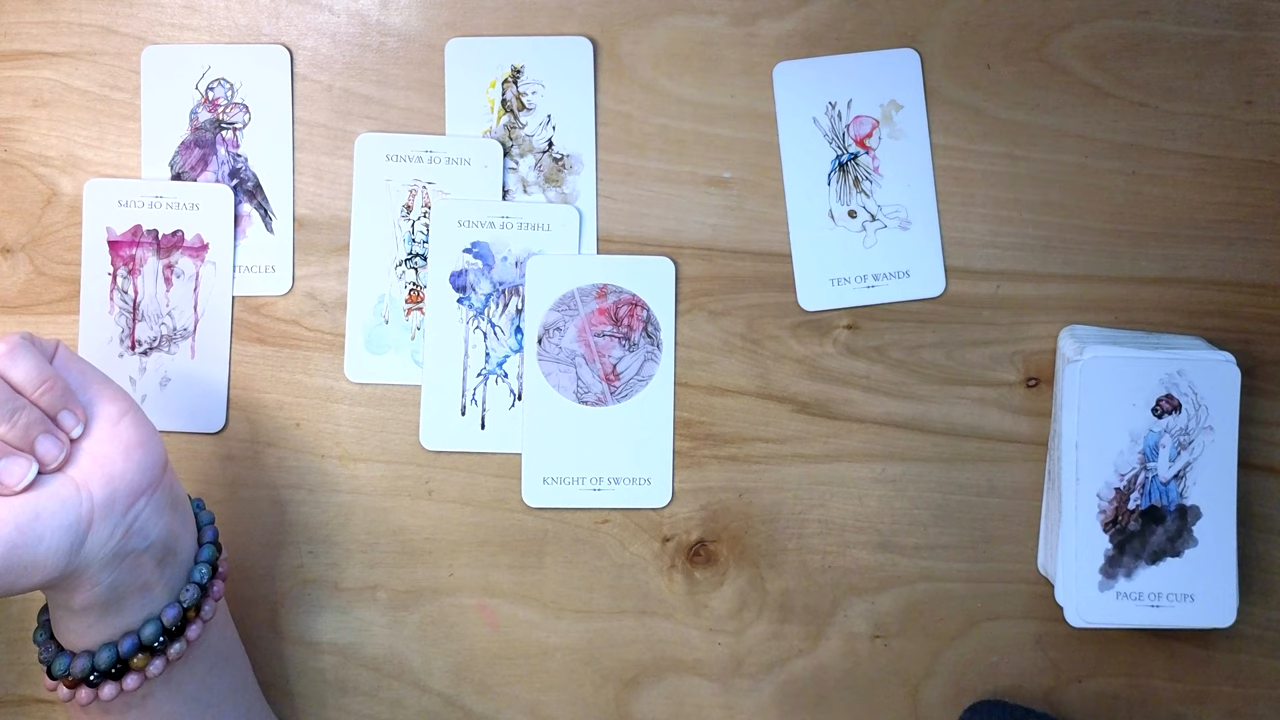 NINE OF WANDS
SEVEN OF CUPS
THREE OF WANDS
TEN OF WANDS
KNIGHT OF SWORDS
PAGE OF CUPS